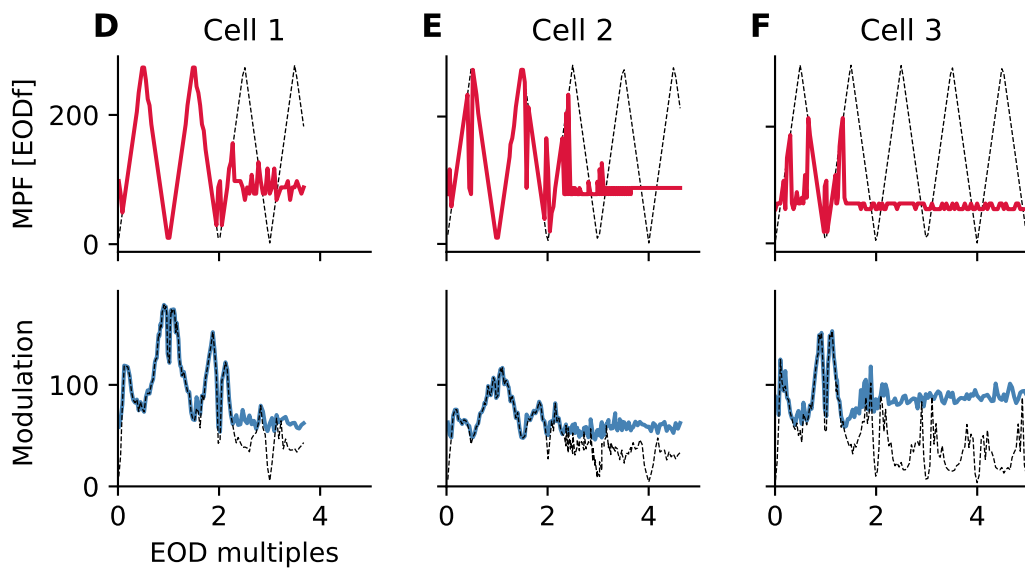 D Cell 1
E Cell 2
F Cell 3
MPF [EODf]
200
0
Modulation
100
0
0 2 4
0 2 4
0 2 4
EOD multiples